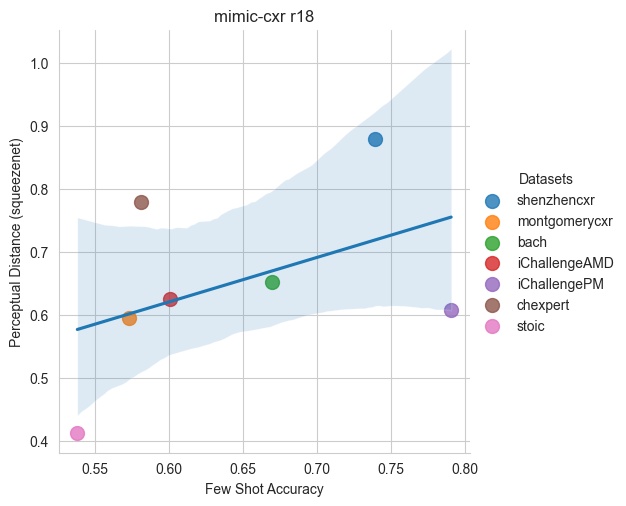 mimic-cxr r18
1.0
0.9
0.8
0.7
0.6
0.5
0.4
Perceptual Distance (squeezenet)
0.55 0.60 0.65 0.70 0.75 0.80
Few Shot Accuracy
Datasets
shenzhencxr
montgomerycxr
bach
iChallengeAMD
iChallengePM
chexpert
stoic